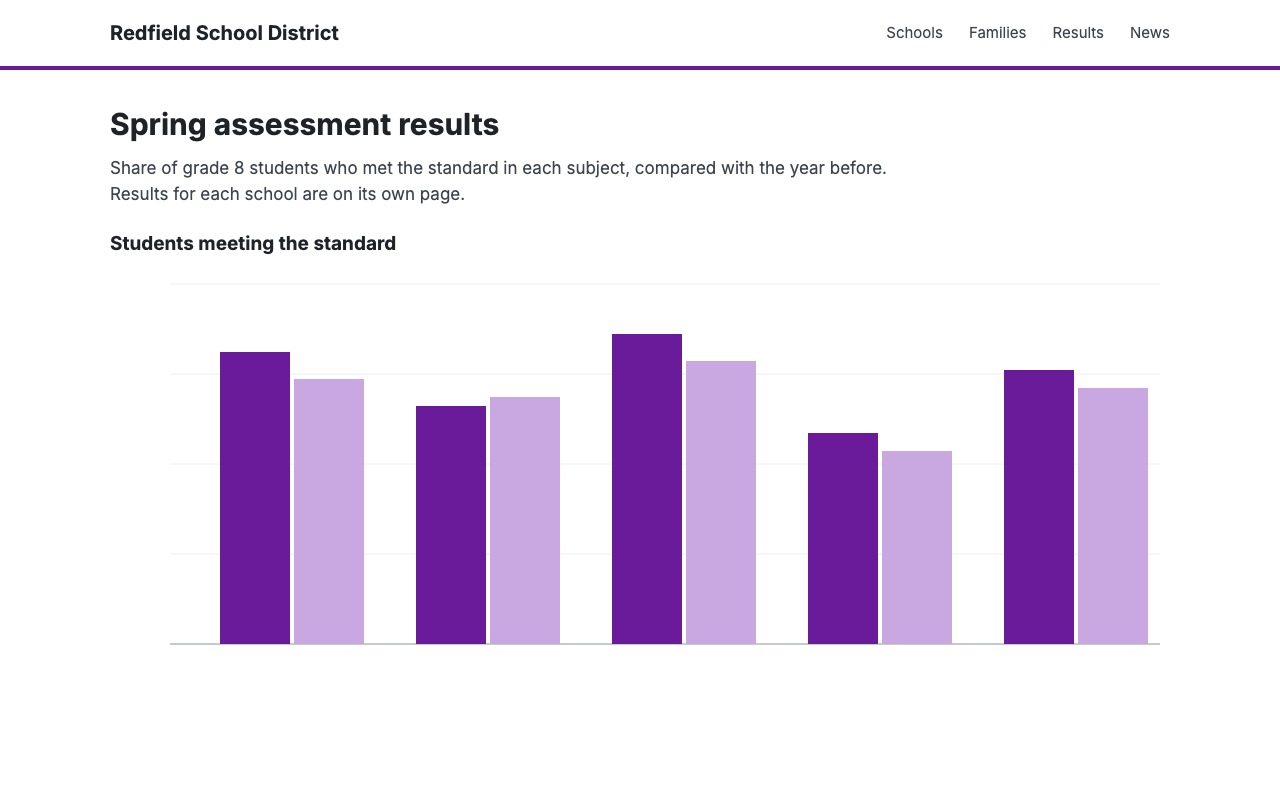 Redfield School District
Schools Families Results News
Spring assessment results
Share of grade 8 students who met the standard in each subject, compared with the year before.
Results for each school are on its own page.
Students meeting the standard